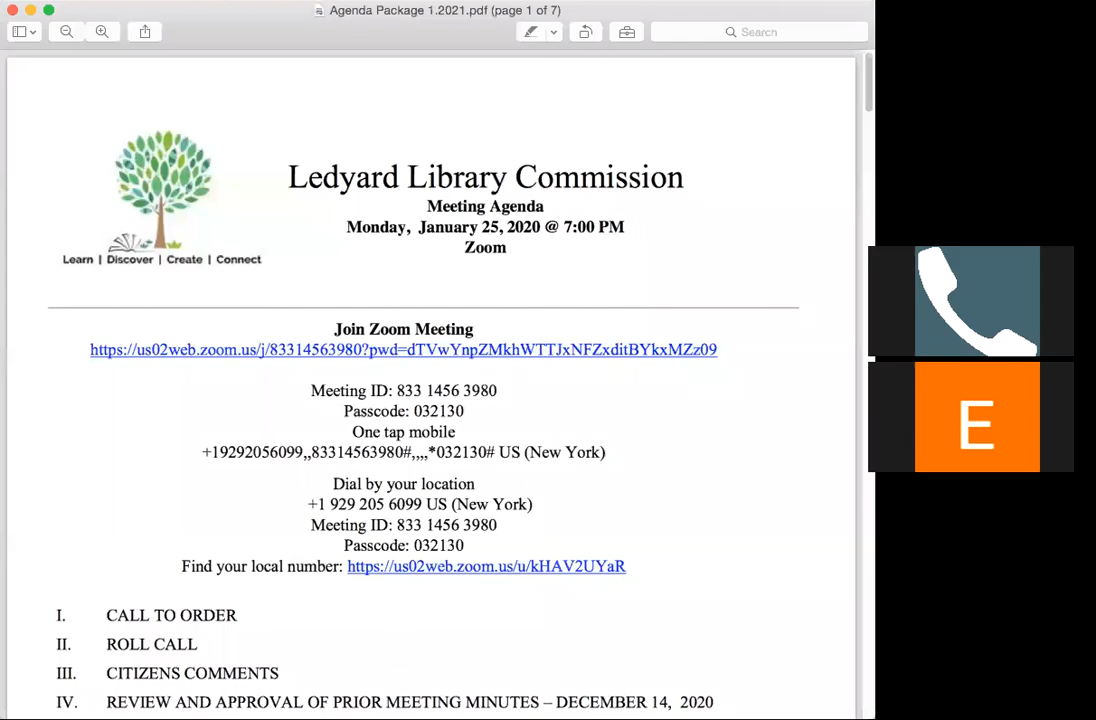 Agenda Package 1.2021.pdf (page 1 of 7)
Search
Ledyard Library Commission
Meeting Agenda
Monday, January 25, 2020 @ 7:00 PM
Zoom
Learn | Discover | Create | Connect
Join Zoom Meeting
https://us02web.zoom.us/j/83314563980?pwd=dTVwYnpZMkhWTTJxNFZxditBYkxMZz09
Meeting ID: 833 1456 3980
Passcode: 032130
One tap mobile
+19292056099,,83314563980#,,,,*032130# US (New York)
Dial by your location
+1 929 205 6099 US (New York)
Meeting ID: 833 1456 3980
Passcode: 032130
Find your local number: https://us02web.zoom.us/u/kHAV2UYaR
I. CALL TO ORDER
II. ROLL CALL
III. CITIZENS COMMENTS
IV. REVIEW AND APPROVAL OF PRIOR MEETING MINUTES – DECEMBER 14, 2020
E